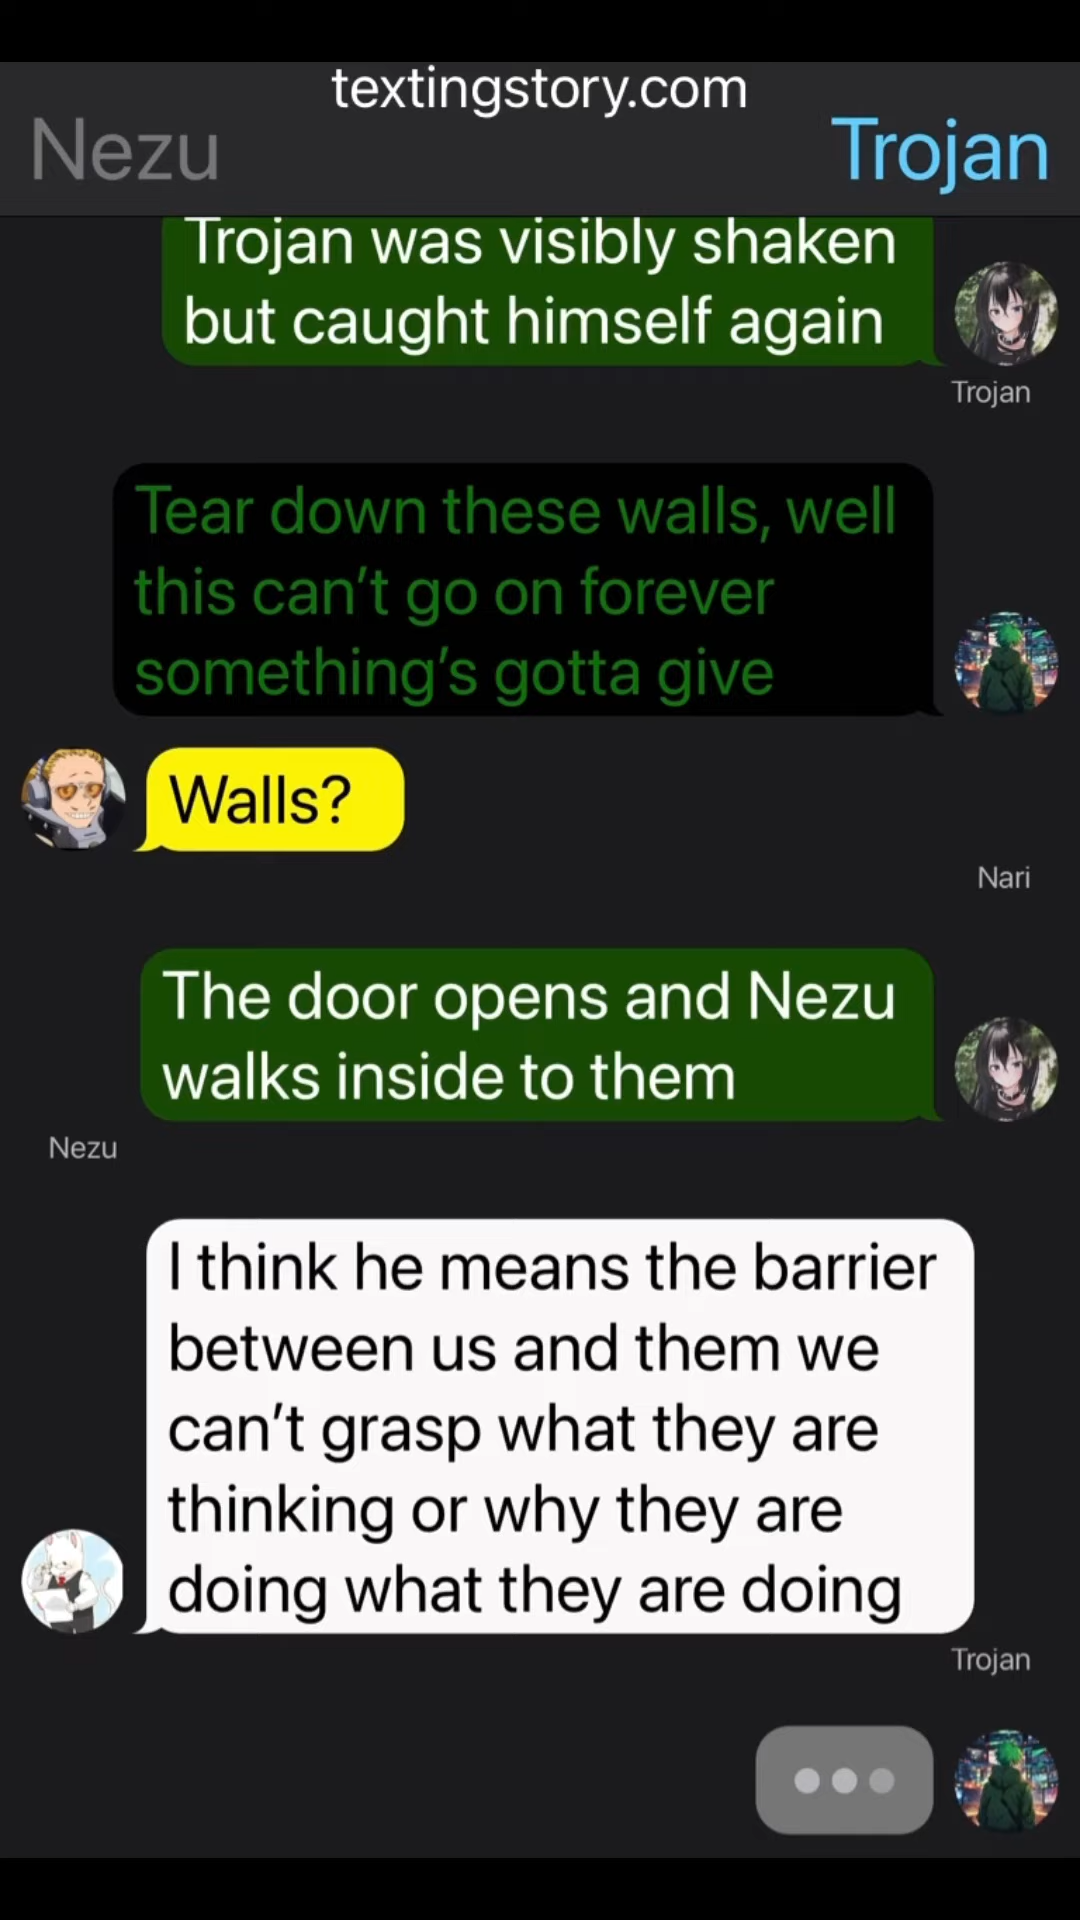 textingstory.com
Nezu
Trojan
Trojan was visibly shaken
but caught himself again
Trojan
Tear down these walls, well
this can’t go on forever
something’s gotta give
Walls?
Nari
The door opens and Nezu
walks inside to them
Nezu
I think he means the barrier
between us and them we
can’t grasp what they are
thinking or why they are
doing what they are doing
Trojan